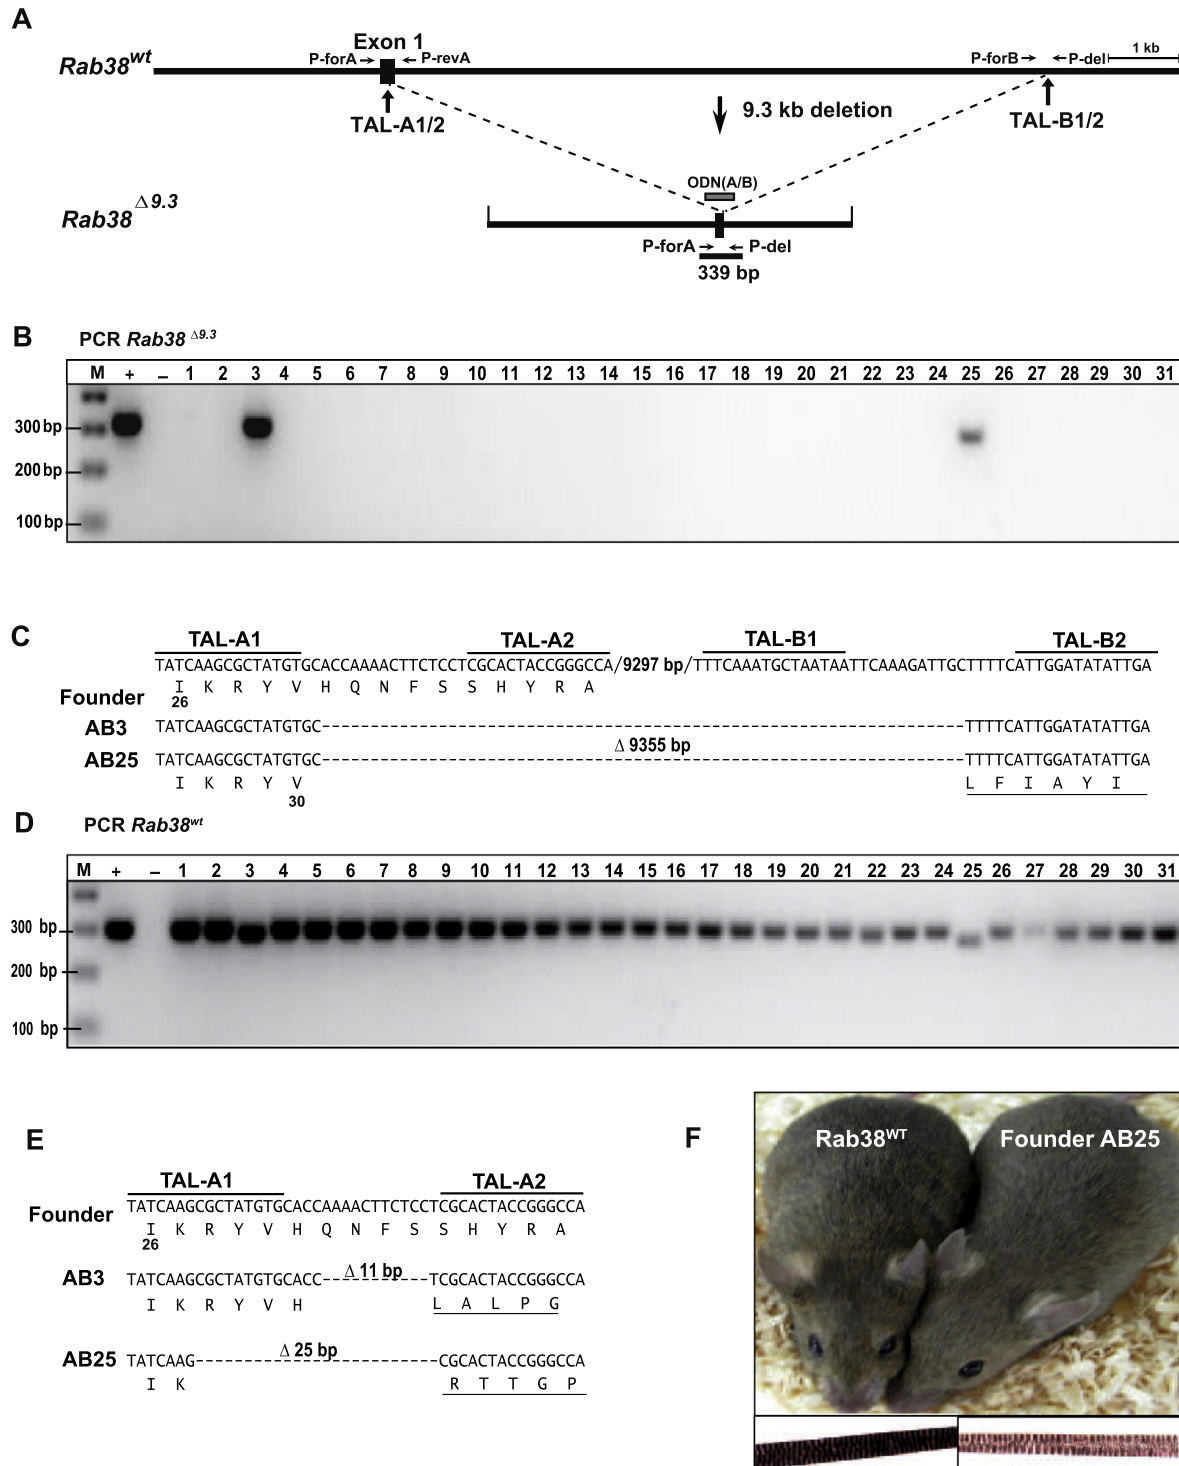 A
Exon 1
Rab38wt
P-forA
P-revA
P-forB
P-del
1 kb
TAL-A1/2
9.3 kb deletion
TAL-B1/2
ODN(A/B)
Rab38Δ9.3
P-forA
P-del
339 bp
B
PCR Rab38 Δ9.3
M + – 1 2 3 4 5 6 7 8 9 10 11 12 13 14 15 16 17 18 19 20 21 22 23 24 25 26 27 28 29 30 31
300 bp
200 bp
100 bp
C
TAL-A1 TAL-A2 TAL-B1 TAL-B2
TATCAAGCGCTATGTGCACCAAAACTTCTCCTCGCACTACCGGGCCA/9297 bp/TTTCAAATGCTAATAATTCAAAGATTGCTTTTCATTGGATATATTGA
I K R Y V H Q N F S S H Y R A
26
Founder
AB3 TATCAAGCGCTATGTGC TTTTCATTGGATATATTGA
Δ 9355 bp
AB25 TATCAAGCGCTATGTGC TTTTCATTGGATATATTGA
I K R Y V L F I A Y I
30
D
PCR Rab38wt
M + – 1 2 3 4 5 6 7 8 9 10 11 12 13 14 15 16 17 18 19 20 21 22 23 24 25 26 27 28 29 30 31
300 bp
200 bp
100 bp
E
TAL-A1 TAL-A2
TATCAAGCGCTATGTGCACCAAAACTTCTCCTCGCACTACCGGGCCA
Founder
I K R Y V H Q N F S S H Y R A
26
AB3 TATCAAGCGCTATGTGCACC Δ 11 bp TCGCACTACCGGGCCA
I K R Y V H L A L P G
AB25 TATCAAG Δ 25 bp CGCACTACCGGGCCA
I K R T T G P
F
Rab38WT
Founder AB25